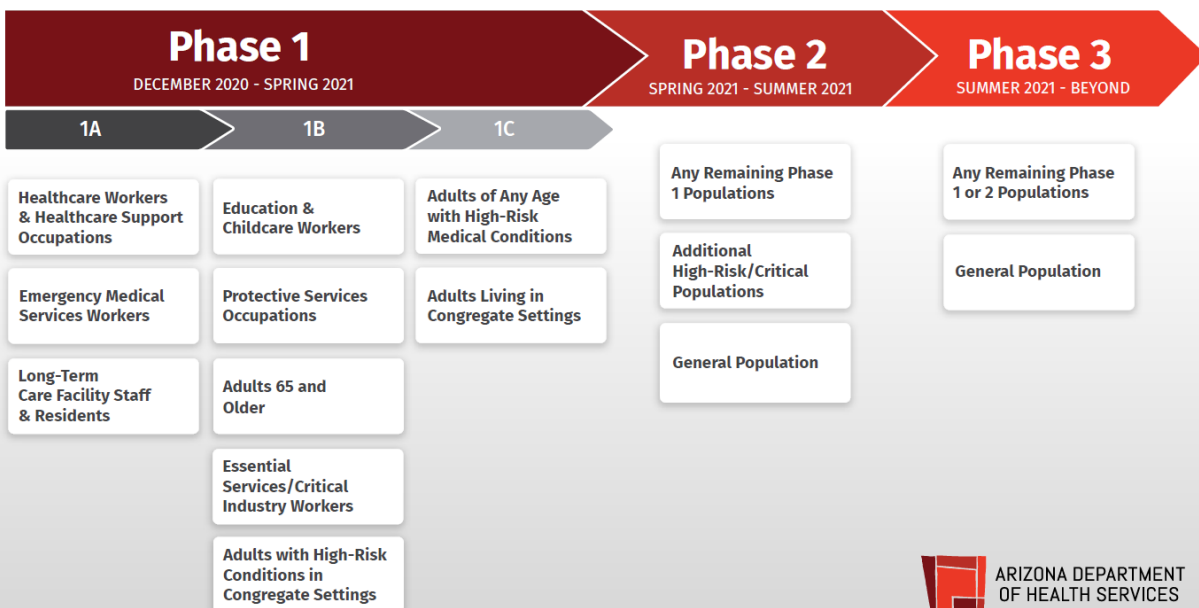 Phase 1
DECEMBER 2020 - SPRING 2021
Phase 2
SPRING 2021 - SUMMER 2021
Phase 3
SUMMER 2021 - BEYOND
1A
1B
1C
Healthcare Workers
& Healthcare Support
Occupations
Emergency Medical
Services Workers
Long-Term
Care Facility Staff
& Residents
Education &
Childcare Workers
Protective Services
Occupations
Adults 65 and
Older
Essential
Services/Critical
Industry Workers
Adults with High-Risk
Conditions in
Congregate Settings
Adults of Any Age
with High-Risk
Medical Conditions
Adults Living in
Congregate Settings
Any Remaining Phase
1 Populations
Additional
High-Risk/Critical
Populations
General Population
Any Remaining Phase
1 or 2 Populations
General Population
ARIZONA DEPARTMENT
OF HEALTH SERVICES